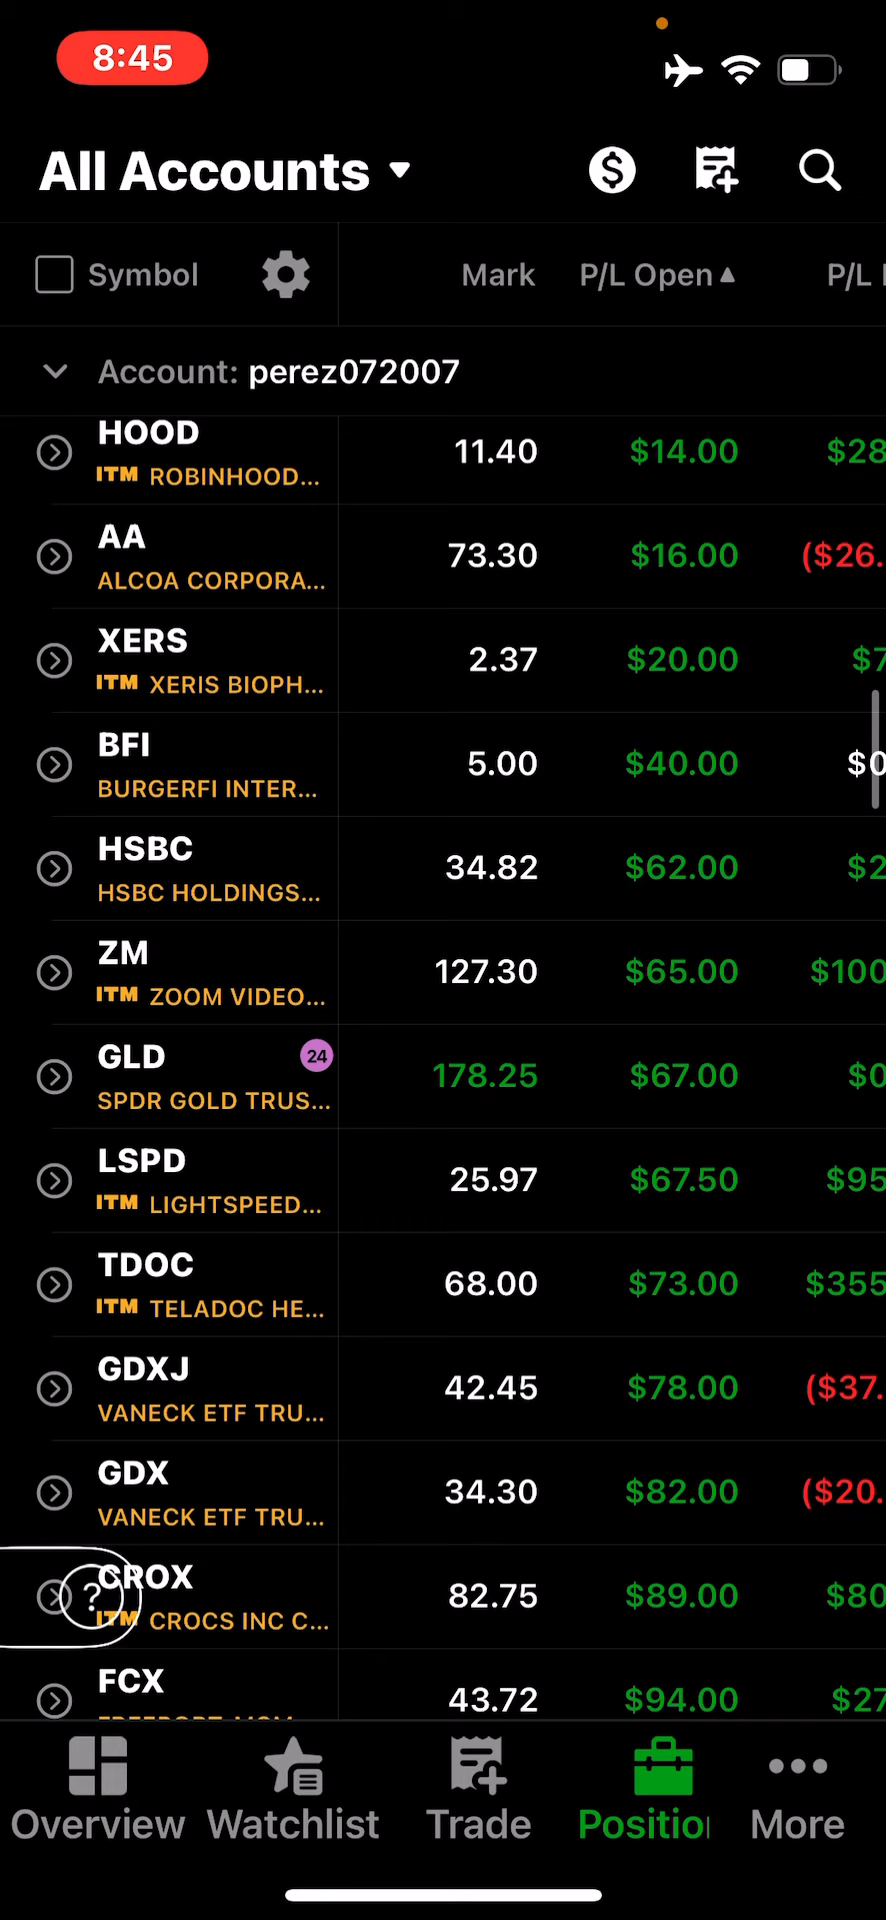 8:45
All Accounts
Symbol Mark P/L Open P/L
Account: perez072007
HOOD
ITM ROBINHOOD... 11.40 $14.00 $28
AA
ALCOA CORPORA... 73.30 $16.00 ($26.
XERS
ITM XERIS BIOPH... 2.37 $20.00 $7
BFI
BURGERFI INTER... 5.00 $40.00 $0
HSBC
HSBC HOLDINGS... 34.82 $62.00 $2
ZM
ITM ZOOM VIDEO... 127.30 $65.00 $100
GLD 24
SPDR GOLD TRUS... 178.25 $67.00 $0
LSPD
ITM LIGHTSPEED... 25.97 $67.50 $95
TDOC
ITM TELADOC HE... 68.00 $73.00 $355
GDXJ
VANECK ETF TRU... 42.45 $78.00 ($37.
GDX
VANECK ETF TRU... 34.30 $82.00 ($20.
CROX
? ITM CROCS INC C... 82.75 $89.00 $80
FCX
43.72 $94.00 $27
Overview Watchlist Trade Positio More